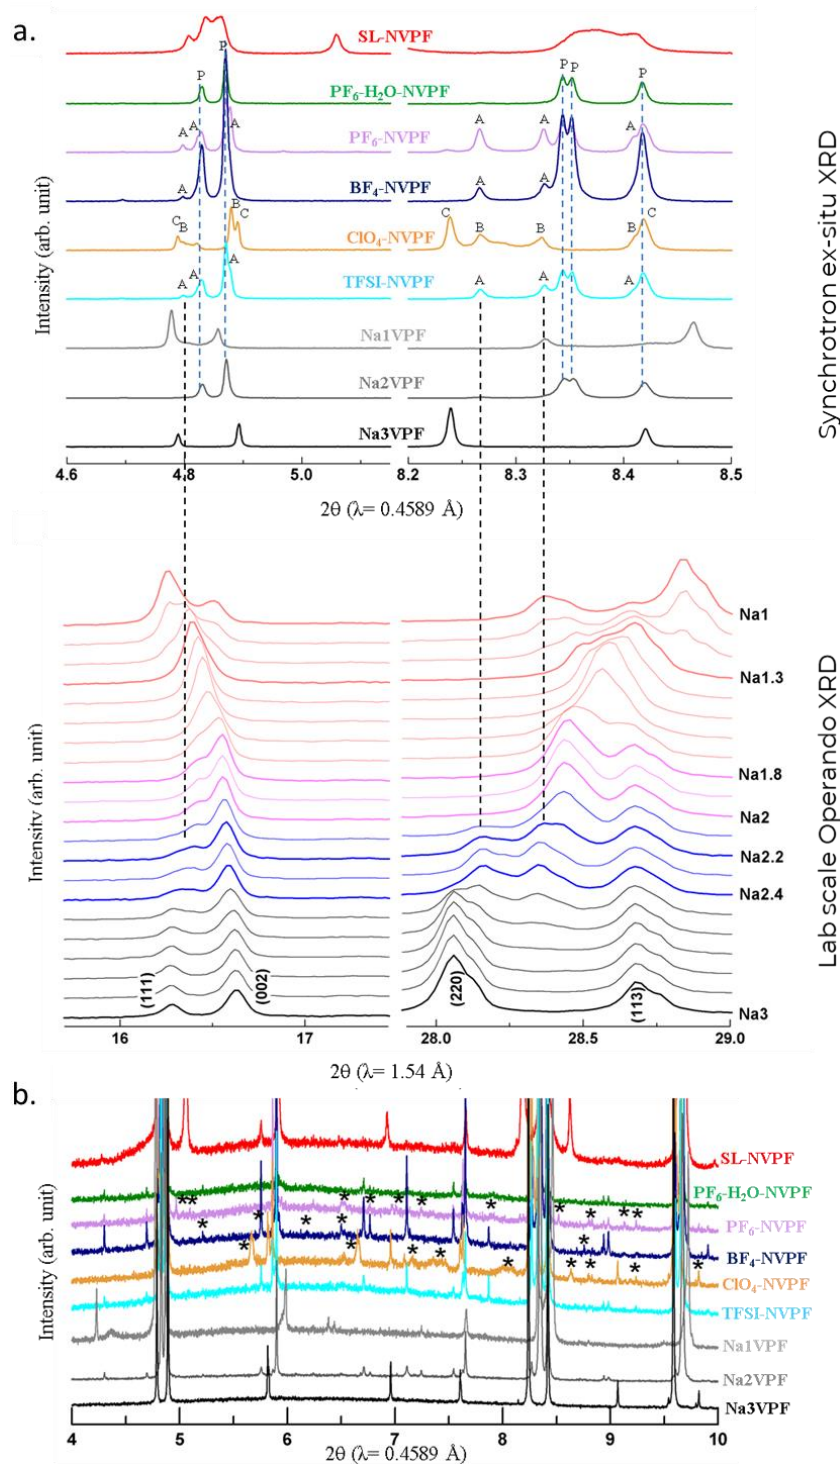 a.
SL-NVPF
P
P
P P P
PF₆-H₂O-NVPF
A A A A A A
PF₆-NVPF
A A A
BF₄-NVPF
C B B C C B B B C
ClO₄-NVPF
A A A A A A
TFSI-NVPF
Na1VPF
Na2VPF
Na3VPF
Intensity (arb. unit)
Synchrotron ex-situ XRD
4.6 4.8 5.0 8.2 8.3 8.4 8.5
2θ (λ= 0.4589 Å)
Na1
Na1.3
Na1.8
Na2
Na2.2
Na2.4
Na3
(111) (002) (220) (113)
Intensity (arb. unit)
Lab scale Operando XRD
16 17 28.0 28.5 29.0
2θ (λ= 1.54 Å)
b.
SL-NVPF
PF₆-H₂O-NVPF
PF₆-NVPF
BF₄-NVPF
ClO₄-NVPF
TFSI-NVPF
Na1VPF
Na2VPF
Na3VPF
Intensity (arb. unit)
4 5 6 7 8 9 10
2θ (λ= 0.4589 Å)